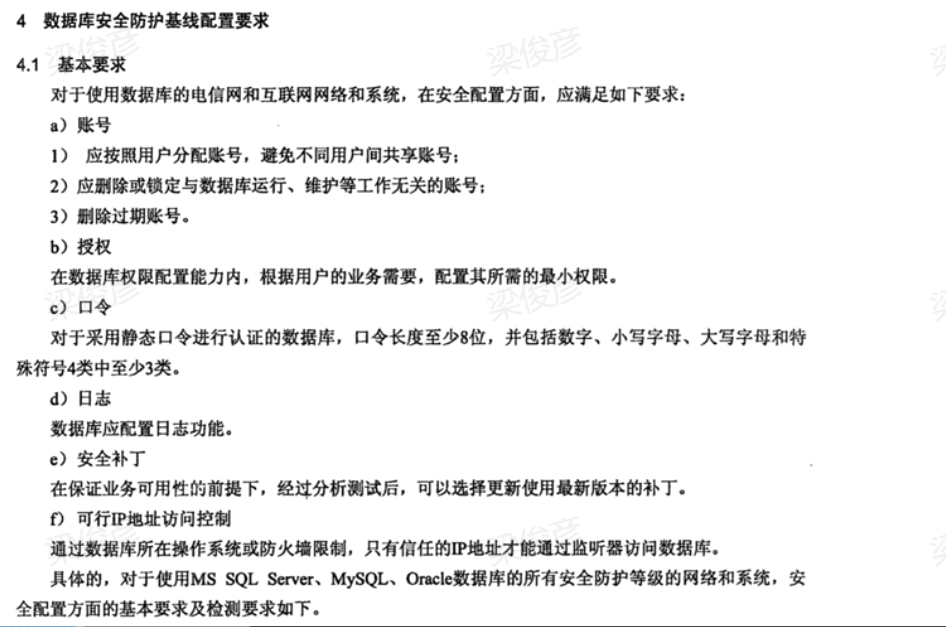 4 数据库安全防护基线配置要求
4.1 基本要求
对于使用数据库的电信网和互联网网络和系统，在安全配置方面，应满足如下要求：
a）账号
1） 应按照用户分配账号，避免不同用户间共享账号；
2）应删除或锁定与数据库运行、维护等工作无关的账号；
3）删除过期账号。
b）授权
在数据库权限配置能力内，根据用户的业务需要，配置其所需的最小权限。
c）口令
对于采用静态口令进行认证的数据库，口令长度至少8位，并包括数字、小写字母、大写字母和特
殊符号4类中至少3类。
d）日志
数据库应配置日志功能。
e）安全补丁
在保证业务可用性的前提下，经过分析测试后，可以选择更新使用最新版本的补丁。
f）可行IP地址访问控制
通过数据库所在操作系统或防火墙限制，只有信任的IP地址才能通过监听器访问数据库。
具体的，对于使用MS SQL Server、MySQL、Oracle数据库的所有安全防护等级的网络和系统，安
全配置方面的基本要求及检测要求如下。
梁俊彦
梁俊彦
梁俊彦
梁俊彦
梁俊彦
梁俊彦